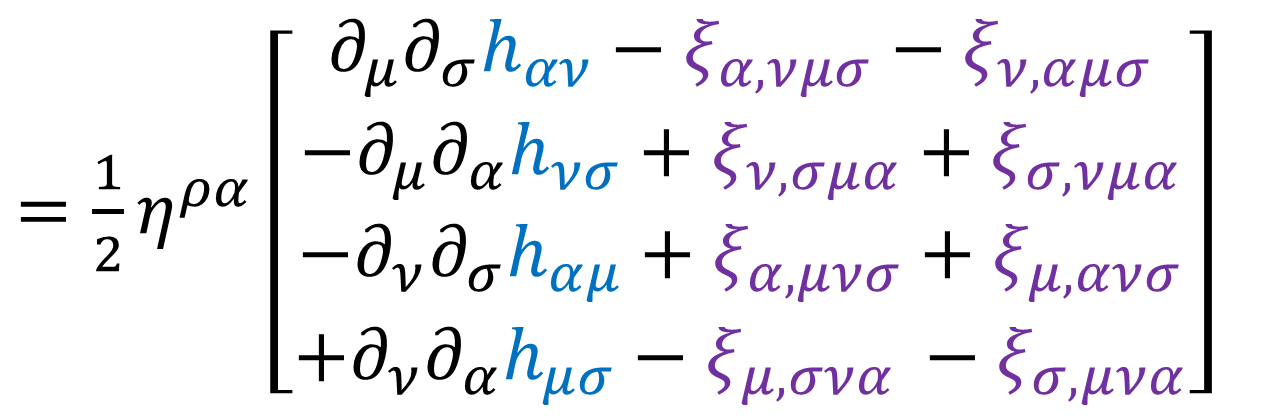 ∂_μ∂_σh_{αν} − ξ_{α,νμσ} − ξ_{ν,αμσ}
−∂_μ∂_αh_{νσ} + ξ_{ν,σμα} + ξ_{σ,νμα}
= 1/2 η^{ρα}
−∂_ν∂_σh_{αμ} + ξ_{α,μνσ} + ξ_{μ,ανσ}
+∂_ν∂_αh_{μσ} − ξ_{μ,σνα} − ξ_{σ,μνα}